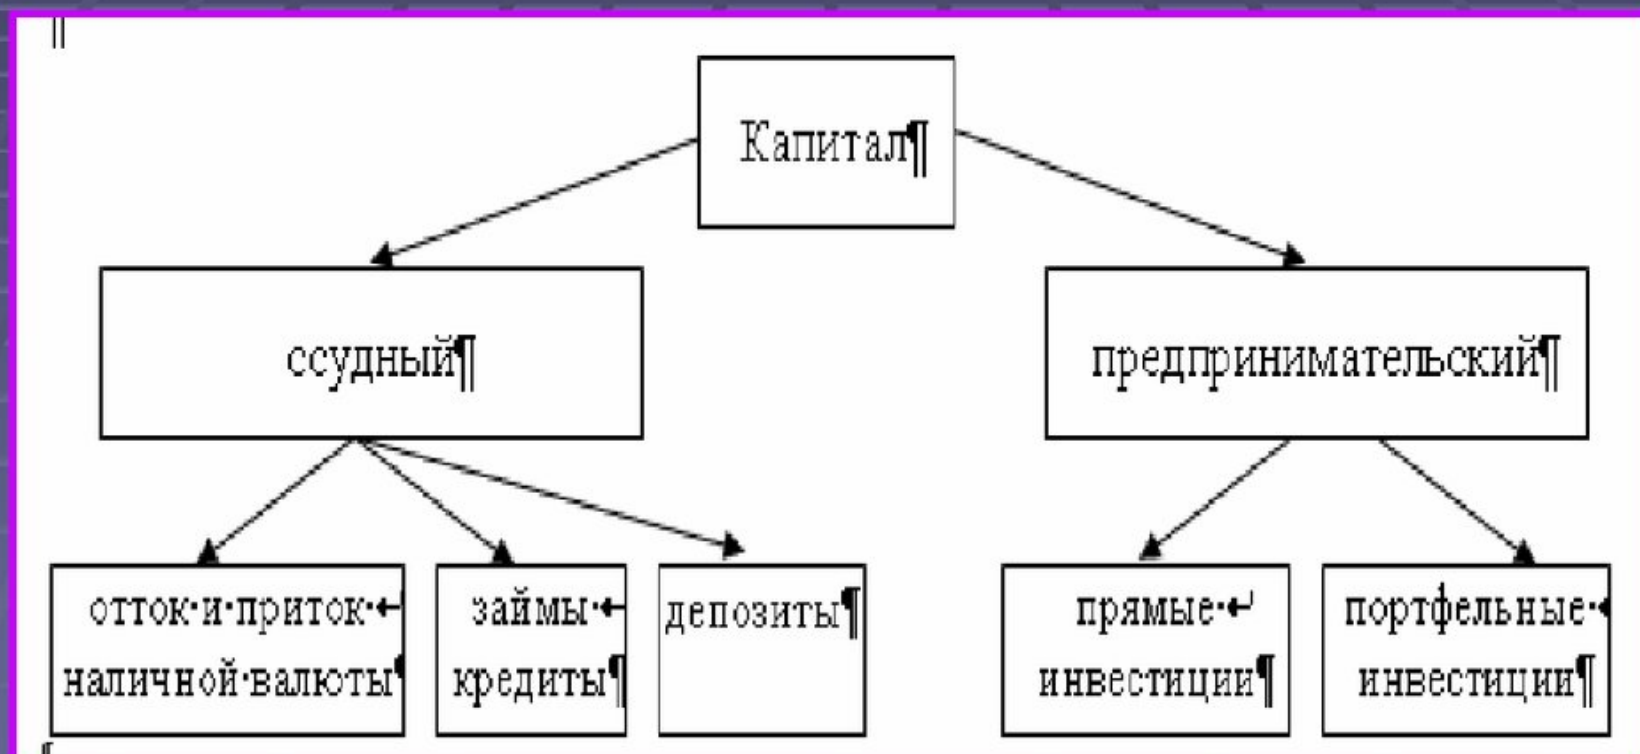 Капитал¶
ссудный¶
предпринимательский¶
отток·и·приток·↵
наличной·валюты¶
займы·↵
кредиты¶
депозиты¶
прямые·↵
инвестиции¶
портфельные·↵
инвестиции¶